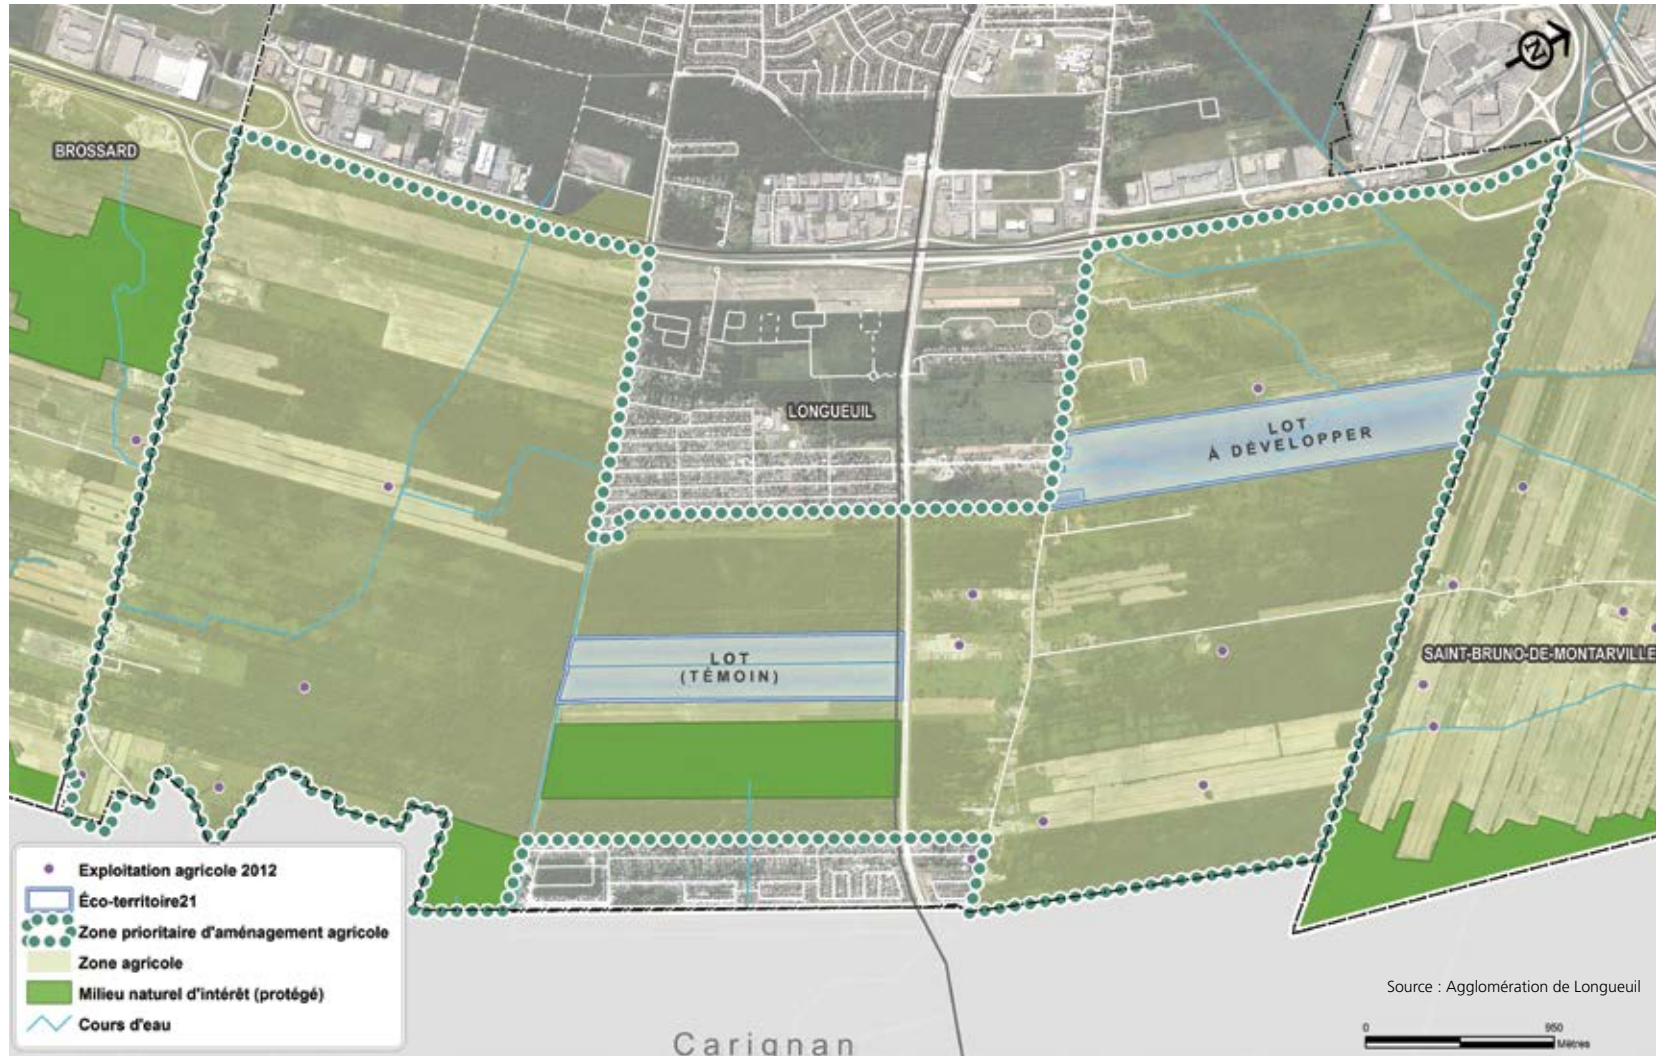 N
BROSSARD
LONGUEUIL
LOT
À DÉVELOPPER
LOT
(TÉMOIN)
SAINT-BRUNO-DE-MONTARVILLE
Exploitation agricole 2012
Éco-territoire21
Zone prioritaire d'aménagement agricole
Zone agricole
Milieu naturel d'intérêt (protégé)
Cours d'eau
Source : Agglomération de Longueuil
0 950
Mètres
Carignan